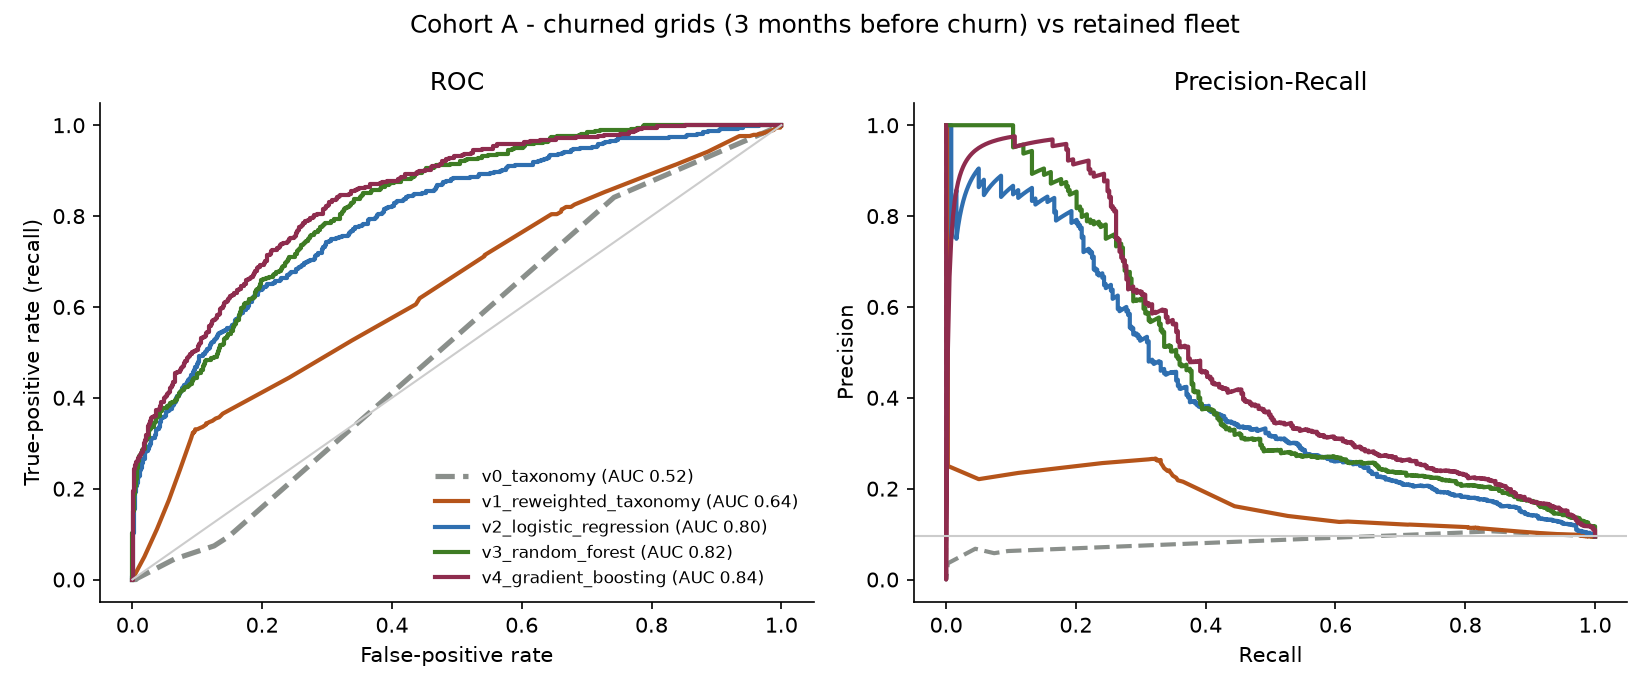 Cohort A - churned grids (3 months before churn) vs retained fleet
ROC
1.0
0.8
0.6
0.4
0.2
0.0
True-positive rate (recall)
v0_taxonomy (AUC 0.52)
v1_reweighted_taxonomy (AUC 0.64)
v2_logistic_regression (AUC 0.80)
v3_random_forest (AUC 0.82)
v4_gradient_boosting (AUC 0.84)
0.0 0.2 0.4 0.6 0.8 1.0
False-positive rate
Precision-Recall
1.0
0.8
0.6
0.4
0.2
0.0
Precision
0.0 0.2 0.4 0.6 0.8 1.0
Recall